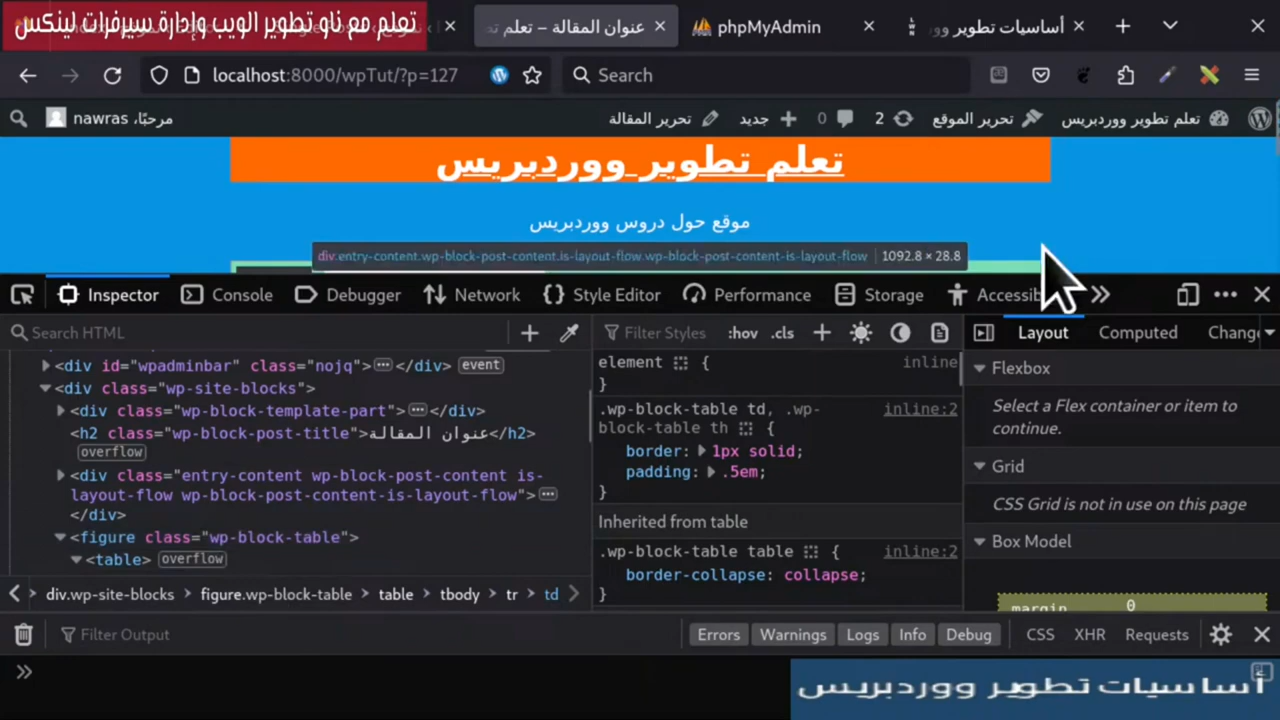 تعلم مع ناو تطوير الويب وإدارة سيرفرات لينكس
عنوان المقالة – تعلم تط
phpMyAdmin
أساسيات تطوير وور
localhost:8000/wpTut/?p=127
Search
تعلم تطوير ووردبريس
تحرير الموقع
2
0
جديد
تحرير المقالة
مرحبًا، nawras
تعلم تطوير ووردبريس
موقع حول دروس ووردبريس
div.entry-content.wp-block-post-content.is-layout-flow.wp-block-post-content-is-layout-flow 1092.8 × 28.8
Inspector Console Debugger Network Style Editor Performance Storage Accessib
Search HTML
Filter Styles :hov .cls
Layout Computed Chang
<div id="wpadminbar" class="nojq"></div> event
<div class="wp-site-blocks">
<div class="wp-block-template-part"></div>
<h2 class="wp-block-post-title">عنوان المقالة</h2>
overflow
<div class="entry-content wp-block-post-content is-
layout-flow wp-block-post-content-is-layout-flow">
</div>
<figure class="wp-block-table">
<table> overflow
element { inline
}
.wp-block-table td, .wp- inline:2
block-table th {
border: 1px solid;
padding: .5em;
}
Inherited from table
.wp-block-table table { inline:2
border-collapse: collapse;
}
Flexbox
Select a Flex container or item to
continue.
Grid
CSS Grid is not in use on this page
Box Model
margin 0
div.wp-site-blocks figure.wp-block-table table tbody tr td
Filter Output
Errors Warnings Logs Info Debug CSS XHR Requests
أساسيات تطوير ووردبريس